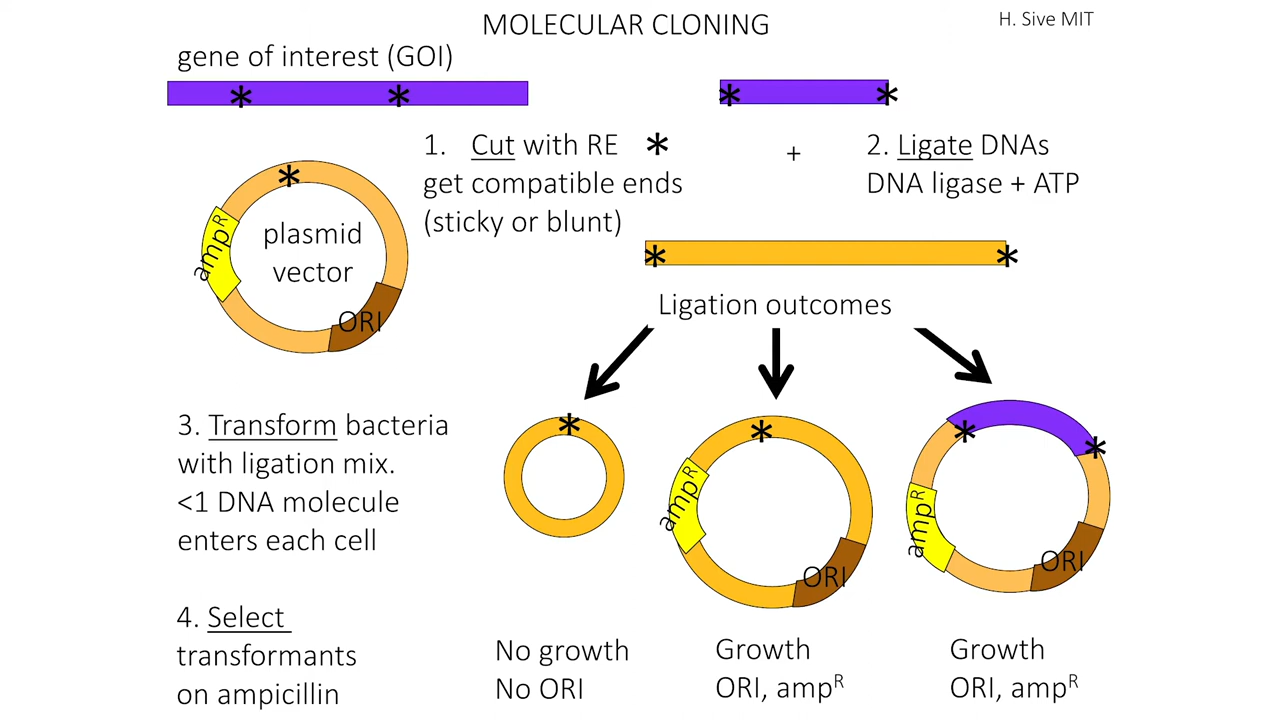 MOLECULAR CLONING
H. Sive MIT
gene of interest (GOI)
* *
* *
1. Cut with RE *
get compatible ends
(sticky or blunt)
+
2. Ligate DNAs
DNA ligase + ATP
*
ampR
plasmid
vector
ORI
* *
Ligation outcomes
3. Transform bacteria
with ligation mix.
<1 DNA molecule
enters each cell
*
*
ampR
ORI
* *
ampR
ORI
4. Select
transformants
on ampicillin
No growth
No ORI
Growth
ORI, ampR
Growth
ORI, ampR